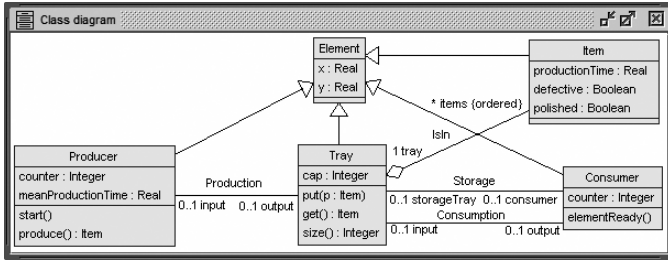 Class diagram
Element
x : Real
y : Real
Item
productionTime : Real
defective : Boolean
polished : Boolean
* items {ordered}
IsIn
1 tray
Producer
counter : Integer
meanProductionTime : Real
start()
produce() : Item
Production
0..1 input 0..1 output
Tray
cap : Integer
put(p : Item)
get() : Item
size() : Integer
Storage
0..1 storageTray 0..1 consumer
Consumption
0..1 input 0..1 output
Consumer
counter : Integer
elementReady()